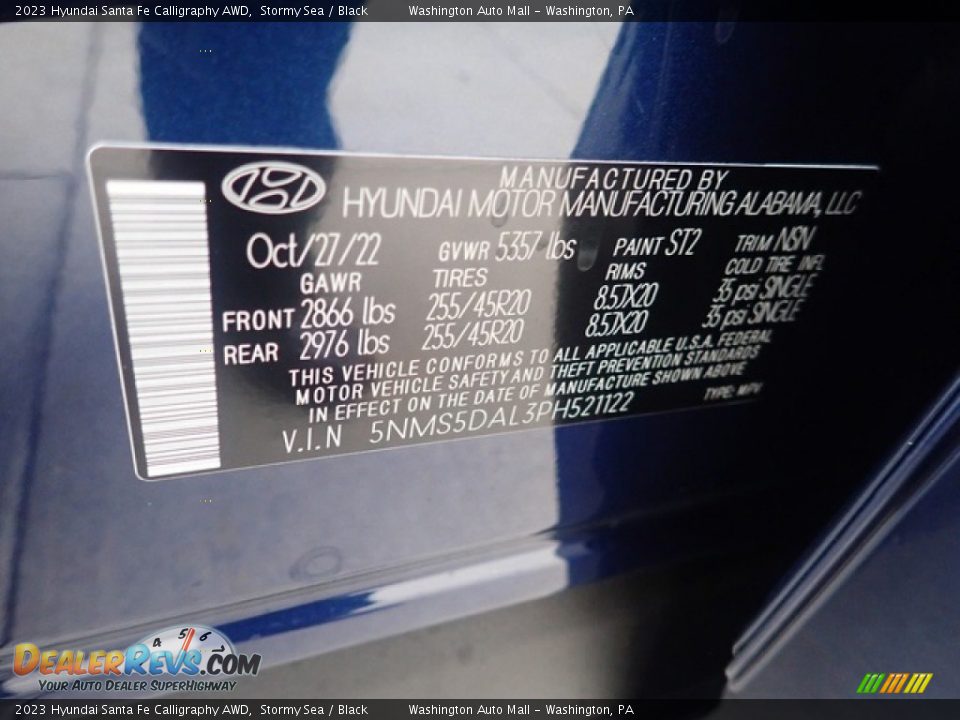 2023 Hyundai Santa Fe Calligraphy AWD, Stormy Sea / Black Washington Auto Mall - Washington, PA
MANUFACTURED BY
HYUNDAI MOTOR MANUFACTURING ALABAMA, LLC
Oct/27/22 GVWR 5357-lbs PAINT ST2 TRIM NSV
GAWR TIRES RIMS COLD TIRE INFL
FRONT 2866 lbs 255/45R20 8.57X20 35 psi SINGLE
REAR 2976 lbs 255/45R20 8.57X20 35 psi SINGLE
THIS VEHICLE CONFORMS TO ALL APPLICABLE U.S.A. FEDERAL
MOTOR VEHICLE SAFETY AND THEFT PREVENTION STANDARDS
IN EFFECT ON THE DATE OF MANUFACTURE SHOWN ABOVE
V.I.N 5NMS5DAL3PH521122 TYPE: MPV
4 5 6
DEALERREVS.COM
YOUR AUTO DEALER SUPERHIGHWAY
2023 Hyundai Santa Fe Calligraphy AWD, Stormy Sea / Black Washington Auto Mall - Washington, PA